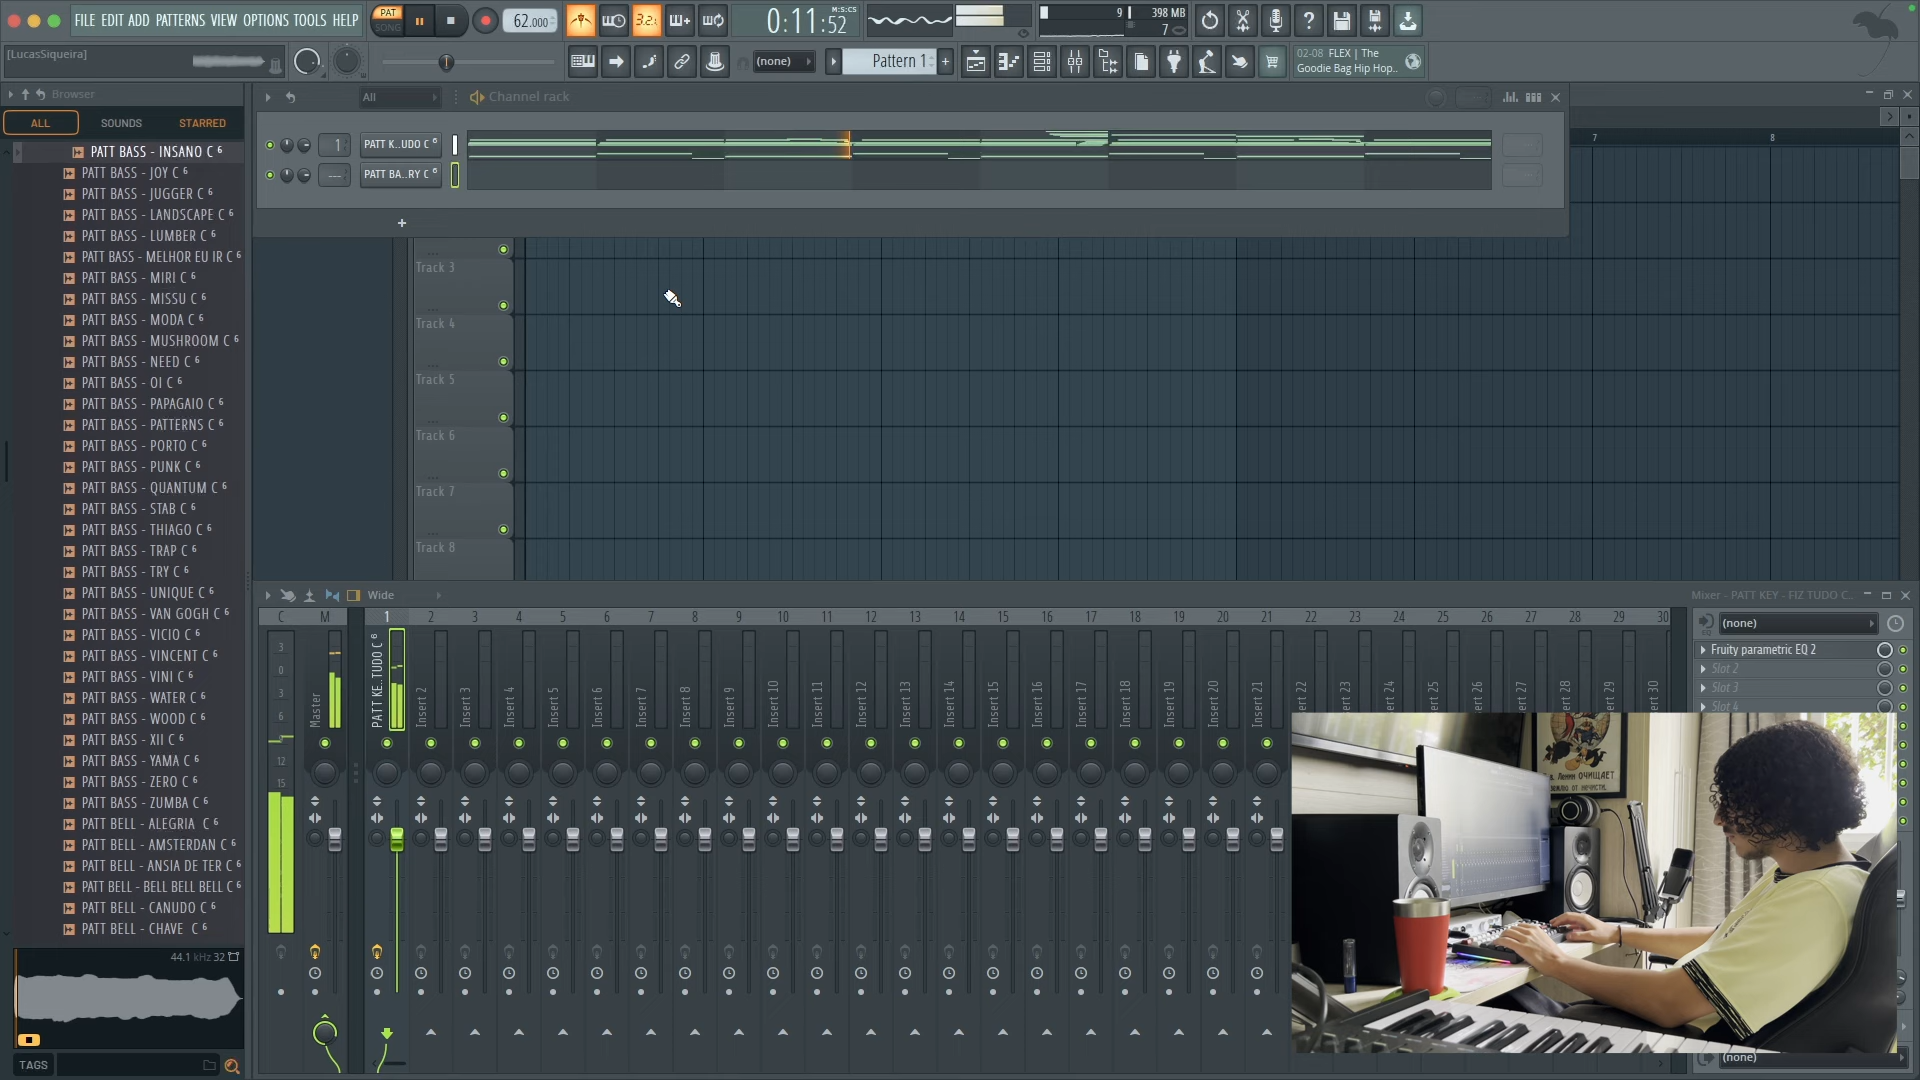 FILE EDIT ADD PATTERNS VIEW OPTIONS TOOLS HELP
PAT
SONG
62.000
3.2.
0:11:52
M:S:CS
9
398 MB
7
[LucasSiqueira]
(none)
Pattern 1
+
02-08 FLEX | The
Goodie Bag Hip Hop..
Browser
ALL
SOUNDS
STARRED
PATT BASS - INSANO C 6
PATT BASS - JOY C 6
PATT BASS - JUGGER C 6
PATT BASS - LANDSCAPE C 6
PATT BASS - LUMBER C 6
PATT BASS - MELHOR EU IR C 6
PATT BASS - MIRI C 6
PATT BASS - MISSU C 6
PATT BASS - MODA C 6
PATT BASS - MUSHROOM C 6
PATT BASS - NEED C 6
PATT BASS - OI C 6
PATT BASS - PAPAGAIO C 6
PATT BASS - PATTERNS C 6
PATT BASS - PORTO C 6
PATT BASS - PUNK C 6
PATT BASS - QUANTUM C 6
PATT BASS - STAB C 6
PATT BASS - THIAGO C 6
PATT BASS - TRAP C 6
PATT BASS - TRY C 6
PATT BASS - UNIQUE C 6
PATT BASS - VAN GOGH C 6
PATT BASS - VICIO C 6
PATT BASS - VINCENT C 6
PATT BASS - VINI C 6
PATT BASS - WATER C 6
PATT BASS - WOOD C 6
PATT BASS - XII C 6
PATT BASS - YAMA C 6
PATT BASS - ZERO C 6
PATT BASS - ZUMBA C 6
PATT BELL - ALEGRIA C 6
PATT BELL - AMSTERDAN C 6
PATT BELL - ANSIA DE TER C 6
PATT BELL - BELL BELL BELL C 6
PATT BELL - CANUDO C 6
PATT BELL - CHAVE C 6
44.1 kHz 32
TAGS
All
Channel rack
1
PATT K..UDO C 6
---
PATT BA..RY C 6
+
7
8
Track 3
Track 4
Track 5
Track 6
Track 7
Track 8
Wide
Mixer - PATT KEY - FIZ TUDO C..
C M 1 2 3 4 5 6 7 8 9 10 11 12 13 14 15 16 17 18 19 20 21 22 23 24 25 26 27 28 29 30
3
0
3
6
12
15
Master
PATT KE..TUDO C 6
Insert 2
Insert 3
Insert 4
Insert 5
Insert 6
Insert 7
Insert 8
Insert 9
Insert 10
Insert 11
Insert 12
Insert 13
Insert 14
Insert 15
Insert 16
Insert 17
Insert 18
Insert 19
Insert 20
Insert 21
(none)
Fruity parametric EQ 2
Slot 2
Slot 3
Slot 4
ОЧИЩАЕТ
(none)